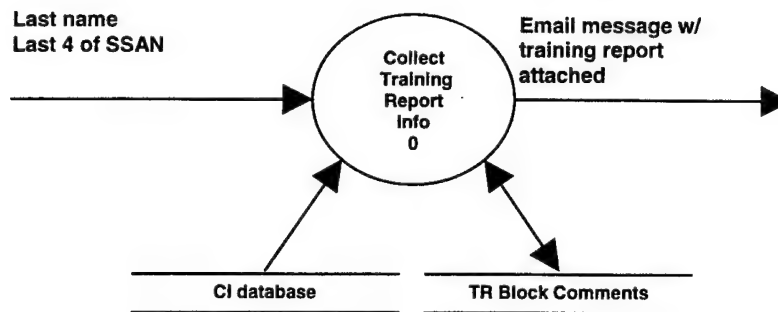 Last name
Last 4 of SSAN
Email message w/
training report
attached
Collect
Training
Report
Info
0
CI database
TR Block Comments